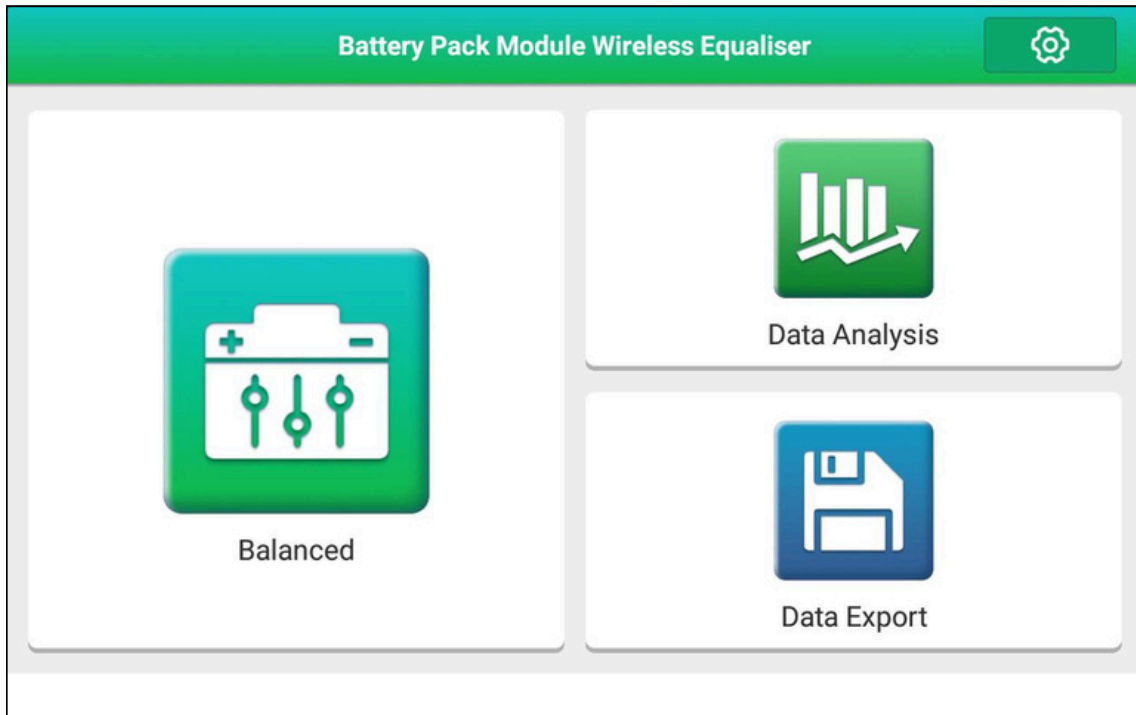 Battery Pack Module Wireless Equaliser
Balanced
Data Analysis
Data Export